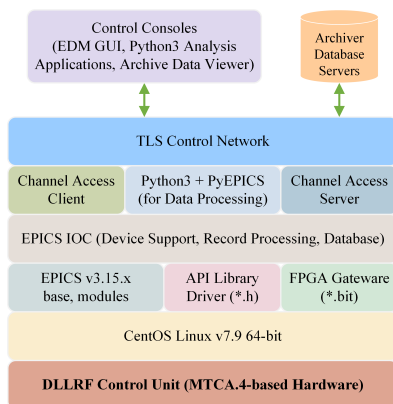 Control Consoles
(EDM GUI, Python3 Analysis
Applications, Archive Data Viewer)
Archiver
Database
Servers
TLS Control Network
Channel Access
Client
Python3 + PyEPICS
(for Data Processing)
Channel Access
Server
EPICS IOC (Device Support, Record Processing, Database)
EPICS v3.15.x
base, modules
API Library
Driver (*.h)
FPGA Gateware
(*.bit)
CentOS Linux v7.9 64-bit
DLLRF Control Unit (MTCA.4-based Hardware)